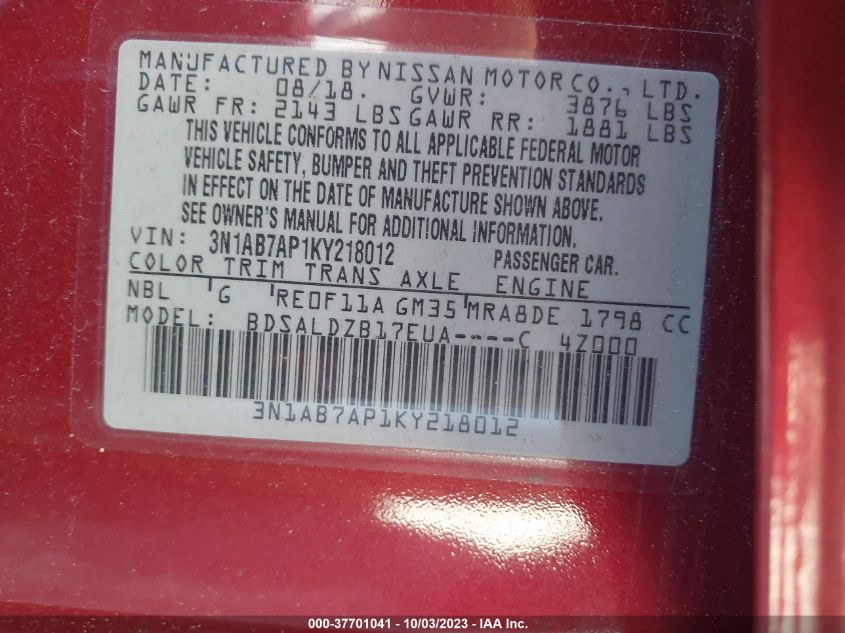 MANUFACTURED BY NISSAN MOTOR CO., LTD.
DATE: 08/18. GVWR: 3876 LBS
GAWR FR: 2143 LBS GAWR RR: 1881 LBS
THIS VEHICLE CONFORMS TO ALL APPLICABLE FEDERAL MOTOR
VEHICLE SAFETY, BUMPER AND THEFT PREVENTION STANDARDS
IN EFFECT ON THE DATE OF MANUFACTURE SHOWN ABOVE.
SEE OWNER'S MANUAL FOR ADDITIONAL INFORMATION.
VIN: 3N1AB7AP1KY218012 PASSENGER CAR.
COLOR TRIM TRANS AXLE ENGINE
NBL G RE0F11A GM35 MRA8DE 1798 CC
MODEL: BDSALDZB17EUA----C 4Z000
3N1AB7AP1KY218012
000-37701041 - 10/03/2023 - IAA Inc.